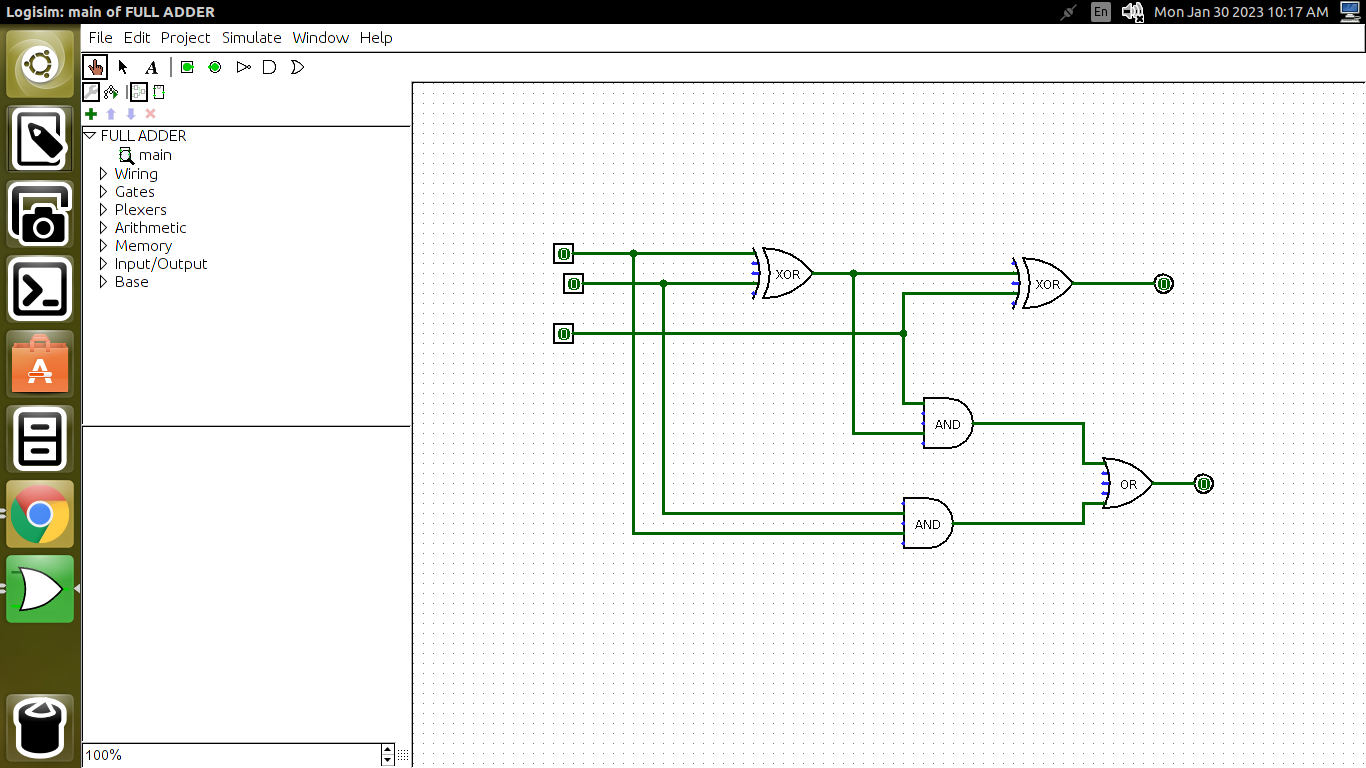 Logisim: main of FULL ADDER
En
Mon Jan 30 2023 10:17 AM
File Edit Project Simulate Window Help
A
FULL ADDER
main
Wiring
Gates
Plexers
Arithmetic
Memory
Input/Output
Base
XOR
XOR
AND
OR
AND
0
0
0
0
0
100%